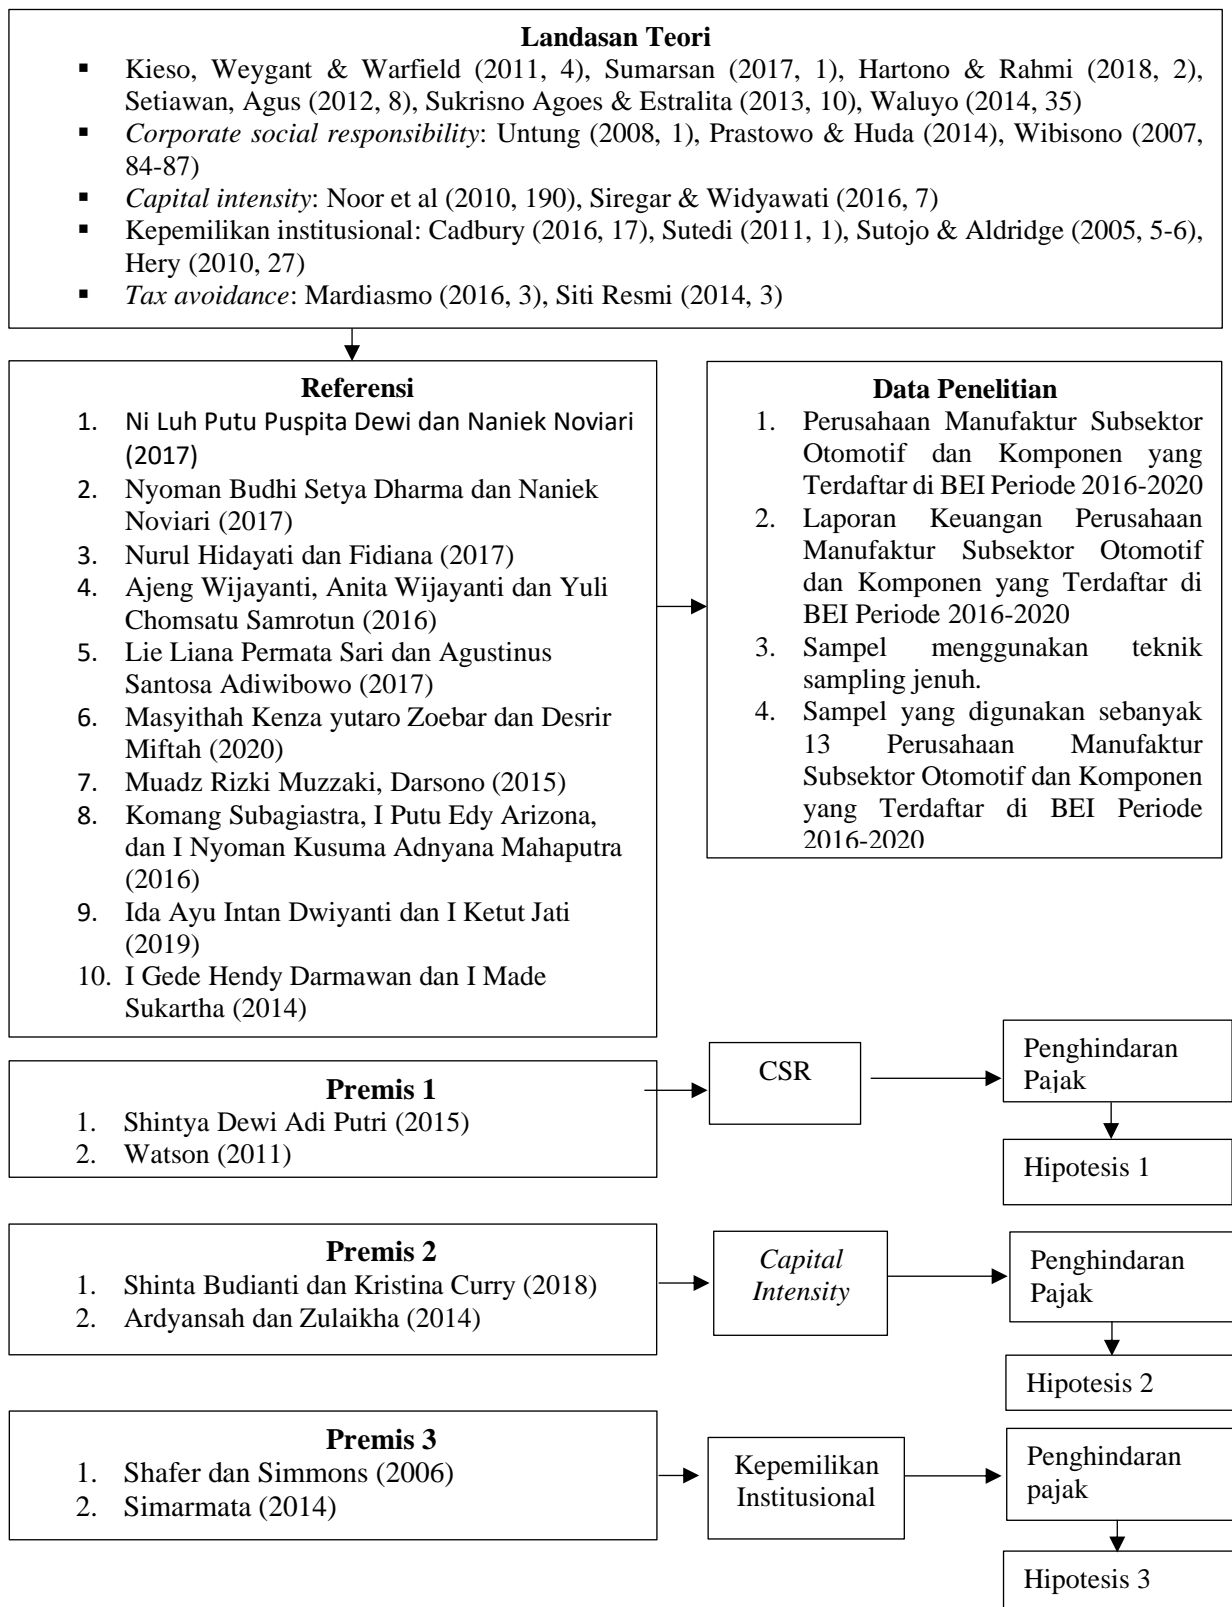 Landasan Teori
▪ Kieso, Weygant & Warfield (2011, 4), Sumarsan (2017, 1), Hartono & Rahmi (2018, 2),
Setiawan, Agus (2012, 8), Sukrisno Agoes & Estralita (2013, 10), Waluyo (2014, 35)
▪ Corporate social responsibility: Untung (2008, 1), Prastowo & Huda (2014), Wibisono (2007,
84-87)
▪ Capital intensity: Noor et al (2010, 190), Siregar & Widyawati (2016, 7)
▪ Kepemilikan institusional: Cadbury (2016, 17), Sutedi (2011, 1), Sutojo & Aldridge (2005, 5-6),
Hery (2010, 27)
▪ Tax avoidance: Mardiasmo (2016, 3), Siti Resmi (2014, 3)
Referensi
1. Ni Luh Putu Puspita Dewi dan Naniek Noviari
(2017)
2. Nyoman Budhi Setya Dharma dan Naniek
Noviari (2017)
3. Nurul Hidayati dan Fidiana (2017)
4. Ajeng Wijayanti, Anita Wijayanti dan Yuli
Chomsatu Samrotun (2016)
5. Lie Liana Permata Sari dan Agustinus
Santosa Adiwibowo (2017)
6. Masyithah Kenza yutaro Zoebar dan Desrir
Miftah (2020)
7. Muadz Rizki Muzzaki, Darsono (2015)
8. Komang Subagiastra, I Putu Edy Arizona,
dan I Nyoman Kusuma Adnyana Mahaputra
(2016)
9. Ida Ayu Intan Dwiyanti dan I Ketut Jati
(2019)
10. I Gede Hendy Darmawan dan I Made
Sukartha (2014)
Data Penelitian
1. Perusahaan Manufaktur Subsektor
Otomotif dan Komponen yang
Terdaftar di BEI Periode 2016-2020
2. Laporan Keuangan Perusahaan
Manufaktur Subsektor Otomotif
dan Komponen yang Terdaftar di
BEI Periode 2016-2020
3. Sampel menggunakan teknik
sampling jenuh.
4. Sampel yang digunakan sebanyak
13 Perusahaan Manufaktur
Subsektor Otomotif dan Komponen
yang Terdaftar di BEI Periode
2016-2020
Premis 1
1. Shintya Dewi Adi Putri (2015)
2. Watson (2011)
CSR
Penghindaran
Pajak
Hipotesis 1
Premis 2
1. Shinta Budianti dan Kristina Curry (2018)
2. Ardyansah dan Zulaikha (2014)
Capital
Intensity
Penghindaran
Pajak
Hipotesis 2
Premis 3
1. Shafer dan Simmons (2006)
2. Simarmata (2014)
Kepemilikan
Institusional
Penghindaran
pajak
Hipotesis 3